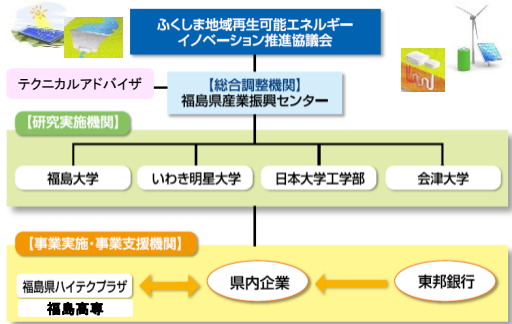 ふくしま地域再生可能エネルギー
イノベーション推進協議会
テクニカルアドバイザ
【総合調整機関】
福島県産業振興センター
【研究実施機関】
福島大学
いわき明星大学
日本大学工学部
会津大学
【事業実施・事業支援機関】
福島県ハイテクプラザ
福島高専
県内企業
東邦銀行